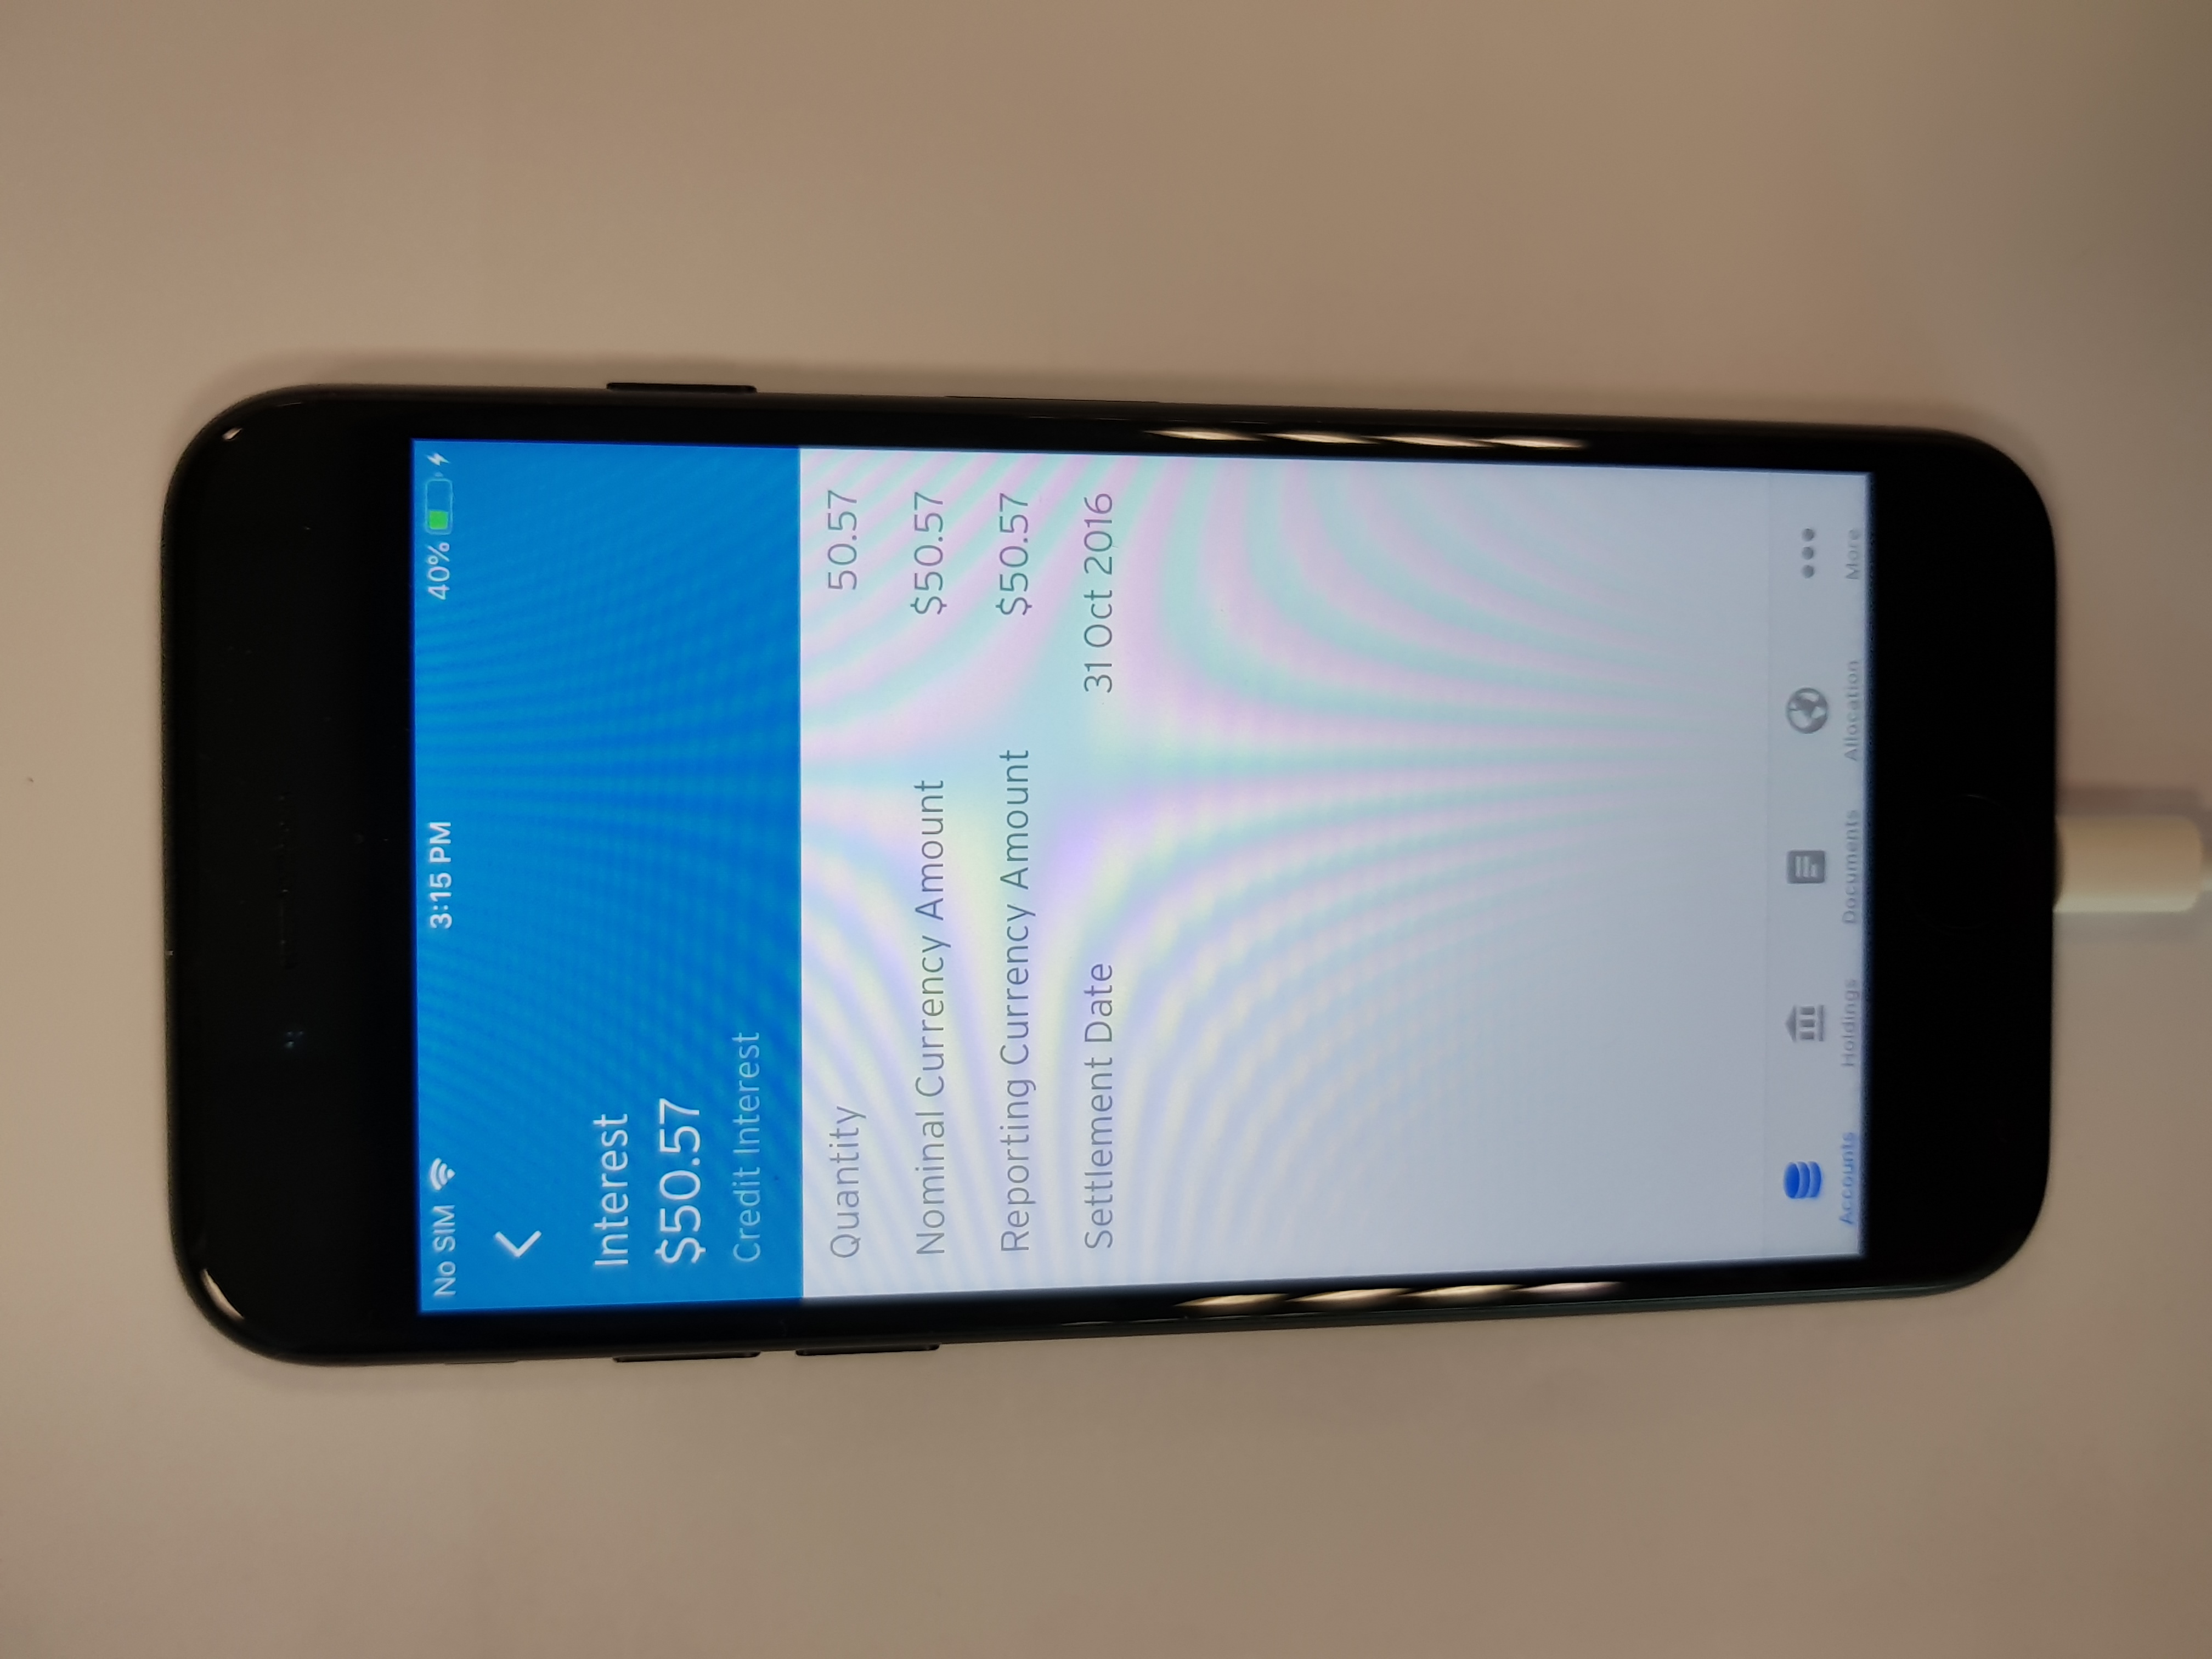 No SIM 3:15 PM 40%
Interest
$50.57
Credit Interest
Quantity 50.57
Nominal Currency Amount $50.57
Reporting Currency Amount $50.57
Settlement Date 31 Oct 2016
Accounts Holdings Documents Allocation More